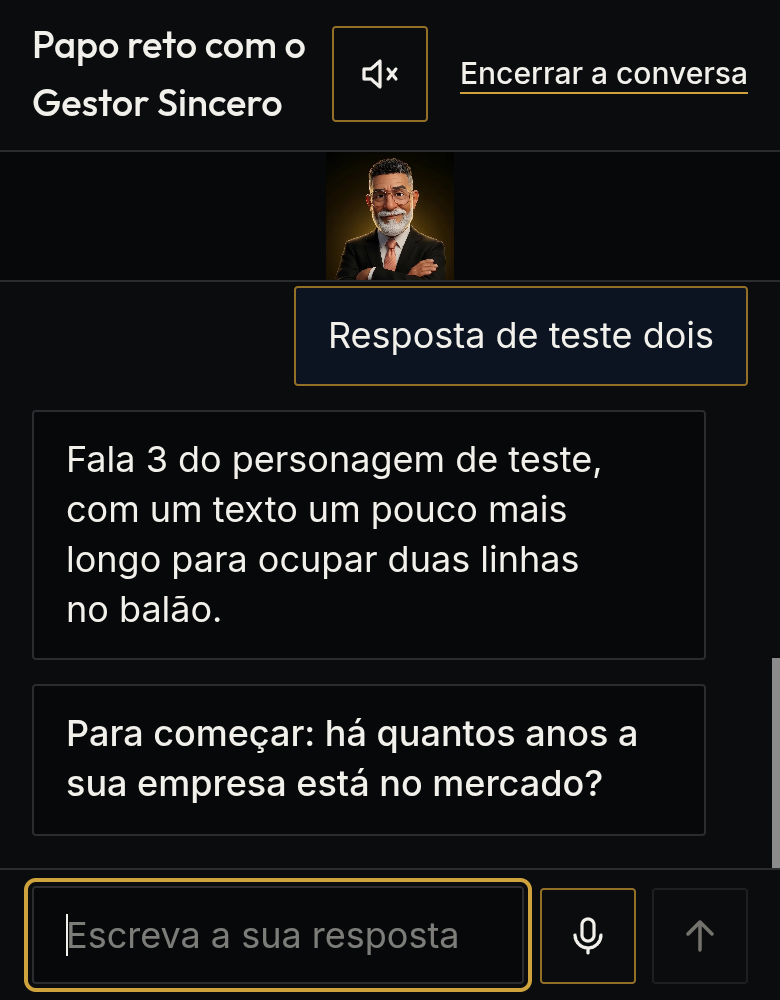 Papo reto com o
Gestor Sincero
Encerrar a conversa
Resposta de teste dois
Fala 3 do personagem de teste,
com um texto um pouco mais
longo para ocupar duas linhas
no balão.
Para começar: há quantos anos a
sua empresa está no mercado?
Escreva a sua resposta